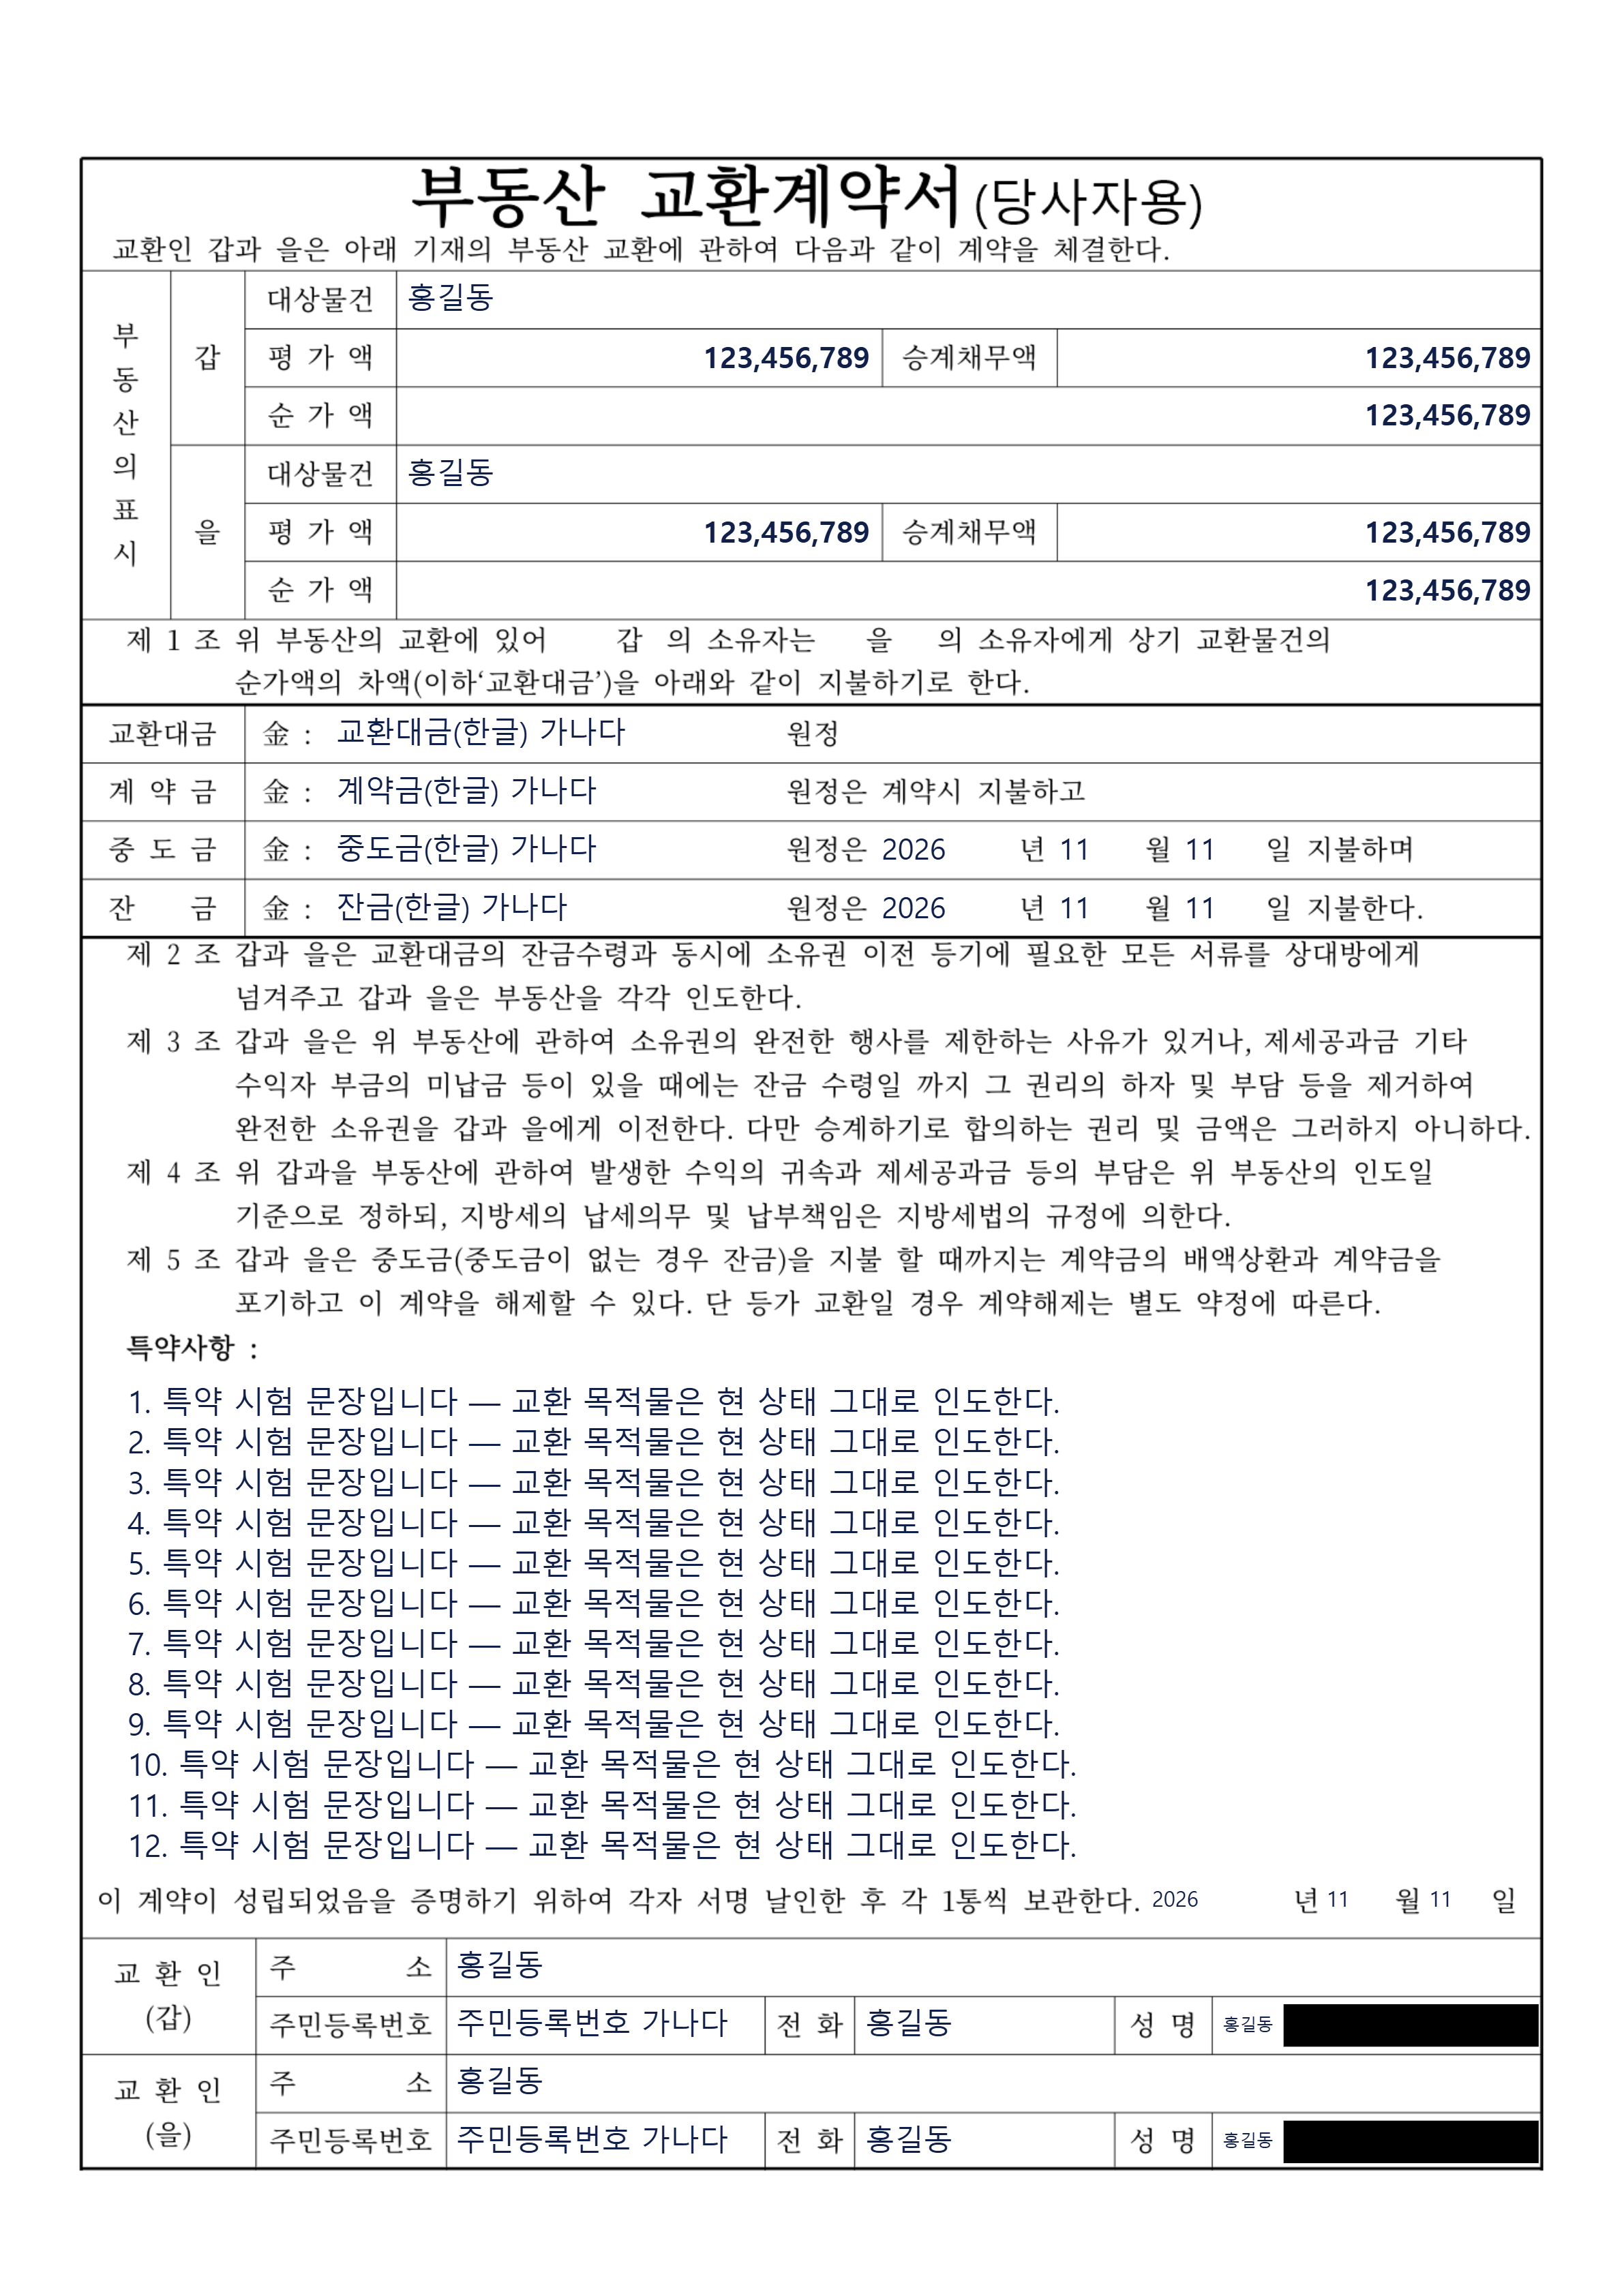 부동산 교환계약서(당사자용)
교환인 갑과 을은 아래 기재의 부동산 교환에 관하여 다음과 같이 계약을 체결한다.
부동산의표시
갑
대상물건 홍길동
평 가 액 123,456,789 승계채무액 123,456,789
순 가 액 123,456,789
을
대상물건 홍길동
평 가 액 123,456,789 승계채무액 123,456,789
순 가 액 123,456,789
제 1 조 위 부동산의 교환에 있어 갑 의 소유자는 을 의 소유자에게 상기 교환물건의
순가액의 차액(이하‘교환대금’)을 아래와 같이 지불하기로 한다.
교환대금 金 : 교환대금(한글) 가나다 원정
계 약 금 金 : 계약금(한글) 가나다 원정은 계약시 지불하고
중 도 금 金 : 중도금(한글) 가나다 원정은 2026 년 11 월 11 일 지불하며
잔 금 金 : 잔금(한글) 가나다 원정은 2026 년 11 월 11 일 지불한다.
제 2 조 갑과 을은 교환대금의 잔금수령과 동시에 소유권 이전 등기에 필요한 모든 서류를 상대방에게
넘겨주고 갑과 을은 부동산을 각각 인도한다.
제 3 조 갑과 을은 위 부동산에 관하여 소유권의 완전한 행사를 제한하는 사유가 있거나, 제세공과금 기타
수익자 부금의 미납금 등이 있을 때에는 잔금 수령일 까지 그 권리의 하자 및 부담 등을 제거하여
완전한 소유권을 갑과 을에게 이전한다. 다만 승계하기로 합의하는 권리 및 금액은 그러하지 아니하다.
제 4 조 위 갑과을 부동산에 관하여 발생한 수익의 귀속과 제세공과금 등의 부담은 위 부동산의 인도일
기준으로 정하되, 지방세의 납세의무 및 납부책임은 지방세법의 규정에 의한다.
제 5 조 갑과 을은 중도금(중도금이 없는 경우 잔금)을 지불 할 때까지는 계약금의 배액상환과 계약금을
포기하고 이 계약을 해제할 수 있다. 단 등가 교환일 경우 계약해제는 별도 약정에 따른다.
특약사항 :
1. 특약 시험 문장입니다 — 교환 목적물은 현 상태 그대로 인도한다.
2. 특약 시험 문장입니다 — 교환 목적물은 현 상태 그대로 인도한다.
3. 특약 시험 문장입니다 — 교환 목적물은 현 상태 그대로 인도한다.
4. 특약 시험 문장입니다 — 교환 목적물은 현 상태 그대로 인도한다.
5. 특약 시험 문장입니다 — 교환 목적물은 현 상태 그대로 인도한다.
6. 특약 시험 문장입니다 — 교환 목적물은 현 상태 그대로 인도한다.
7. 특약 시험 문장입니다 — 교환 목적물은 현 상태 그대로 인도한다.
8. 특약 시험 문장입니다 — 교환 목적물은 현 상태 그대로 인도한다.
9. 특약 시험 문장입니다 — 교환 목적물은 현 상태 그대로 인도한다.
10. 특약 시험 문장입니다 — 교환 목적물은 현 상태 그대로 인도한다.
11. 특약 시험 문장입니다 — 교환 목적물은 현 상태 그대로 인도한다.
12. 특약 시험 문장입니다 — 교환 목적물은 현 상태 그대로 인도한다.
이 계약이 성립되었음을 증명하기 위하여 각자 서명 날인한 후 각 1통씩 보관한다. 2026 년 11 월 11 일
교 환 인
(갑)
주 소 홍길동
주민등록번호 주민등록번호 가나다 전 화 홍길동 성 명 홍길동
교 환 인
(을)
주 소 홍길동
주민등록번호 주민등록번호 가나다 전 화 홍길동 성 명 홍길동